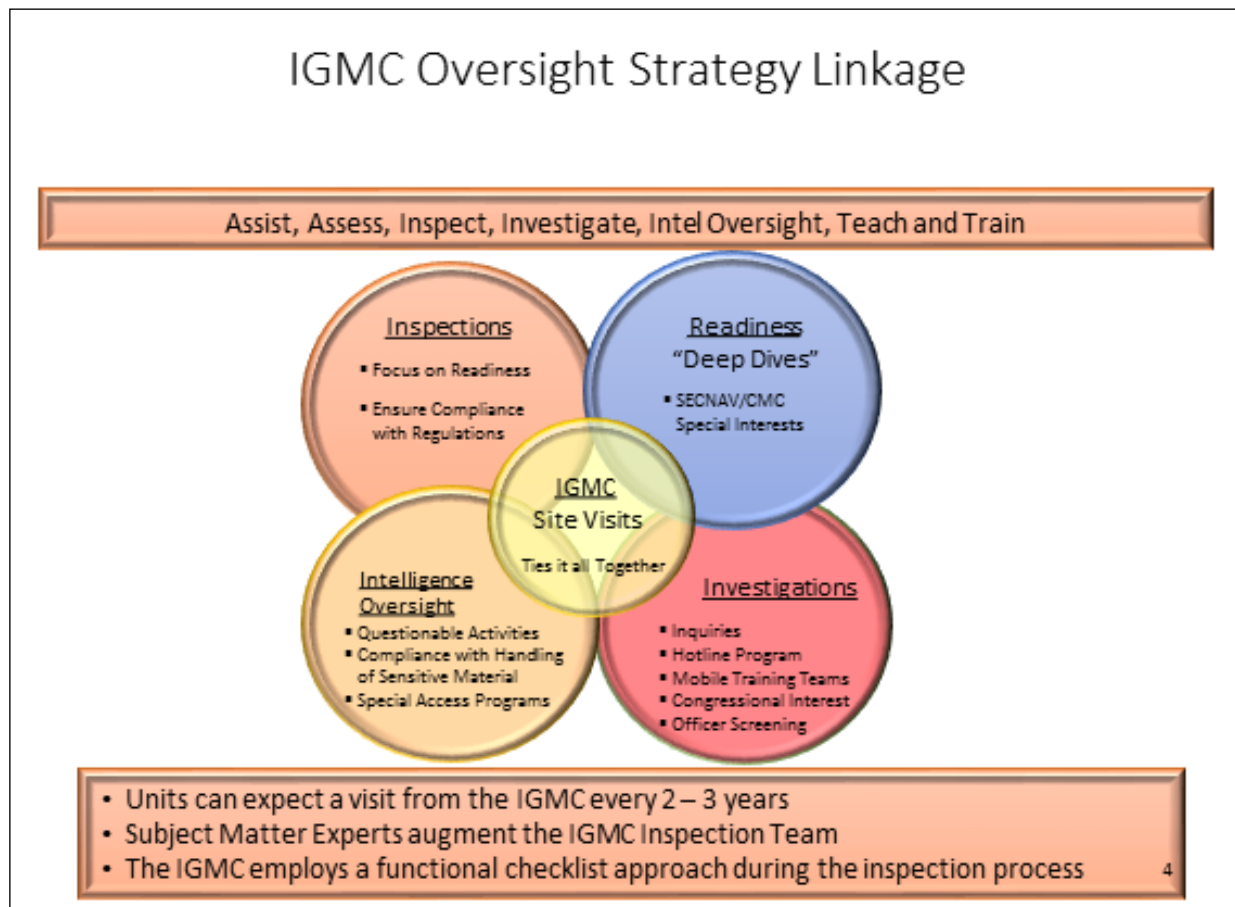 IGMC Oversight Strategy Linkage
Assist, Assess, Inspect, Investigate, Intel Oversight, Teach and Train
Inspections
▪ Focus on Readiness
▪ Ensure Compliance
with Regulations
Readiness
“Deep Dives”
▪ SECNAV/CMC
Special Interests
IGMC
Site Visits
Ties it all Together
Intelligence
Oversight
▪ Questionable Activities
▪ Compliance with Handling
of Sensitive Material
▪ Special Access Programs
Investigations
▪ Inquiries
▪ Hotline Program
▪ Mobile Training Teams
▪ Congressional Interest
▪ Officer Screening
• Units can expect a visit from the IGMC every 2 – 3 years
• Subject Matter Experts augment the IGMC Inspection Team
• The IGMC employs a functional checklist approach during the inspection process
4